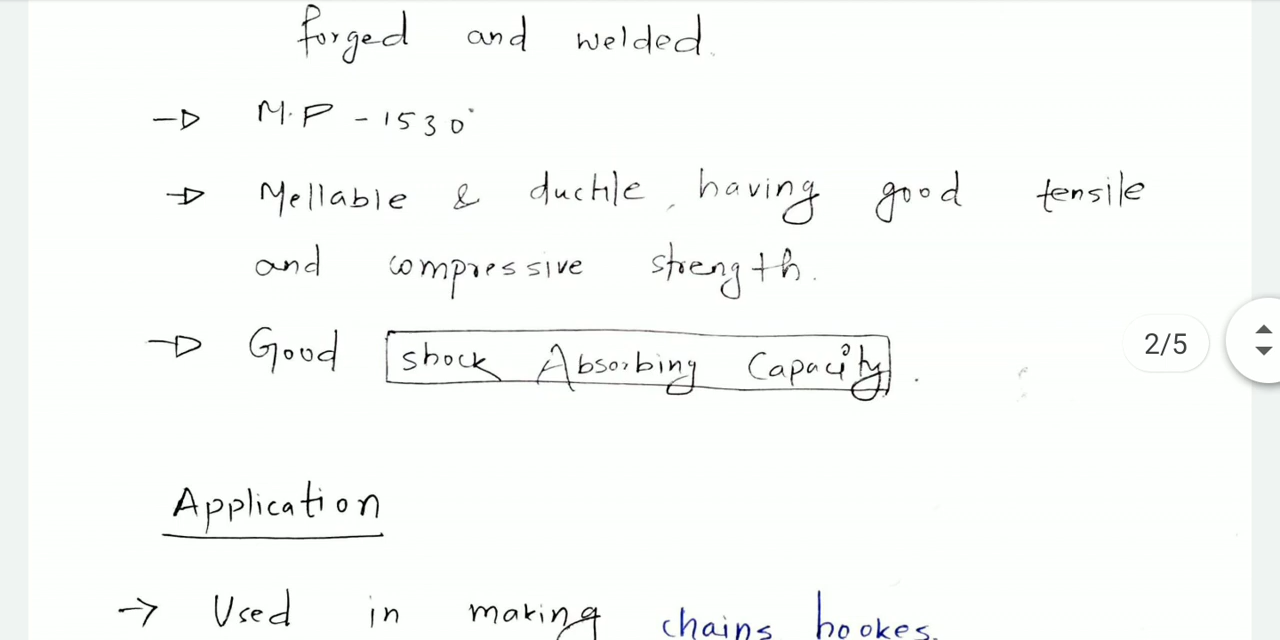 forged and welded.
→ M.P - 1530°
→ Mellable & ductile, having good tensile
and compressive strength.
→ Good shock Absorbing Capacity.
2/5
Application
→ Used in making chains hookes.